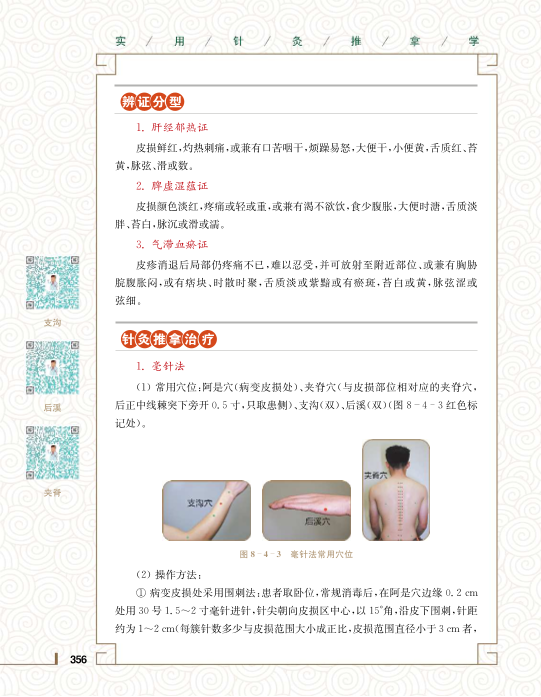 实 / 用 / 针 / 灸 / 推 / 拿 / 学
辨证分型
1. 肝经郁热证
皮损鲜红,灼热刺痛,或兼有口苦咽干,烦躁易怒,大便干,小便黄,舌质红、苔
黄,脉弦、滑或数。
2. 脾虚湿蕴证
皮损颜色淡红,疼痛或轻或重,或兼有渴不欲饮,食少腹胀,大便时溏,舌质淡
胖、苔白,脉沉或滑或濡。
3. 气滞血瘀证
皮疹消退后局部仍疼痛不已,难以忍受,并可放射至附近部位、或兼有胸胁
脘腹胀闷,或有痞块、时散时聚,舌质淡或紫黯或有瘀斑,苔白或黄,脉弦涩或
弦细。
支沟
后溪
夹脊
针灸推拿治疗
1. 毫针法
(1) 常用穴位:阿是穴(病变皮损处)、夹脊穴(与皮损部位相对应的夹脊穴,
后正中线棘突下旁开 0.5 寸,只取患侧)、支沟(双)、后溪(双)(图 8-4-3 红色标
记处)。
支沟穴
后溪穴
夹脊穴
图 8-4-3 毫针法常用穴位
(2) 操作方法:
① 病变皮损处采用围刺法:患者取卧位,常规消毒后,在阿是穴边缘 0.2 cm
处用 30 号 1.5～2 寸毫针进针,针尖朝向皮损区中心,以 15°角,沿皮下围刺,针距
约为 1～2 cm(每簇针数多少与皮损范围大小成正比,皮损范围直径小于 3 cm 者,
356